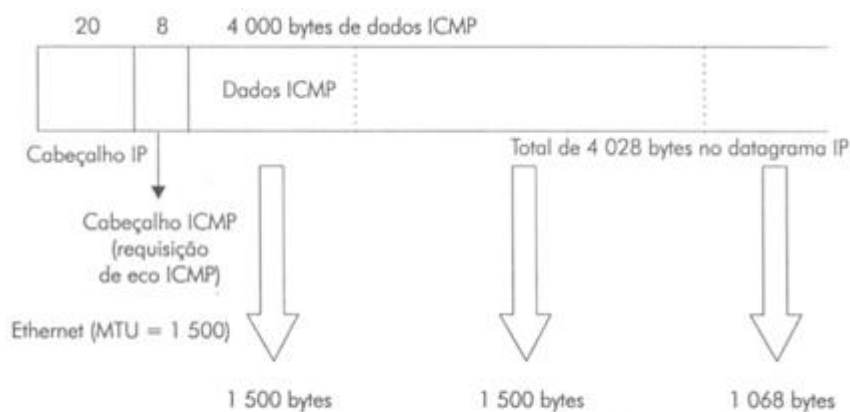 20 8 4 000 bytes de dados ICMP
Dados ICMP
Cabeçalho IP
Total de 4 028 bytes no datagrama IP
Cabeçalho ICMP
(requisição
de eco ICMP)
Ethernet (MTU = 1 500)
1 500 bytes 1 500 bytes 1 068 bytes